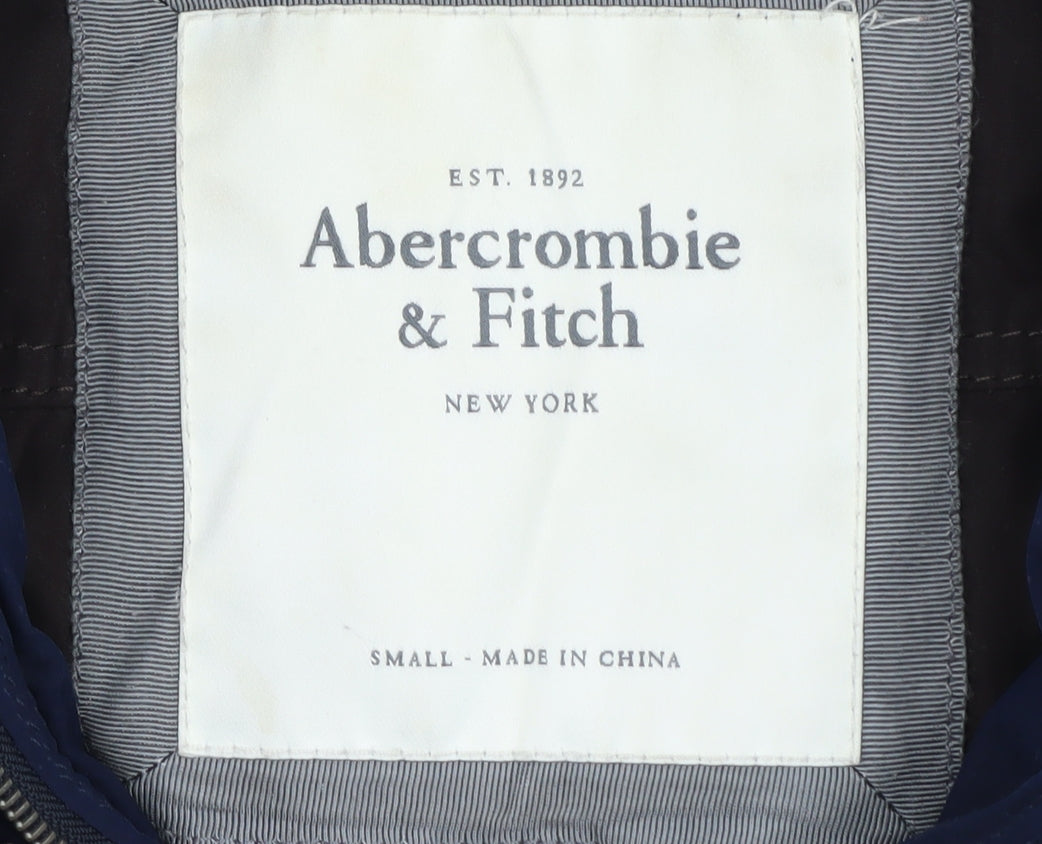 EST. 1892
Abercrombie
& Fitch
NEW YORK
SMALL - MADE IN CHINA